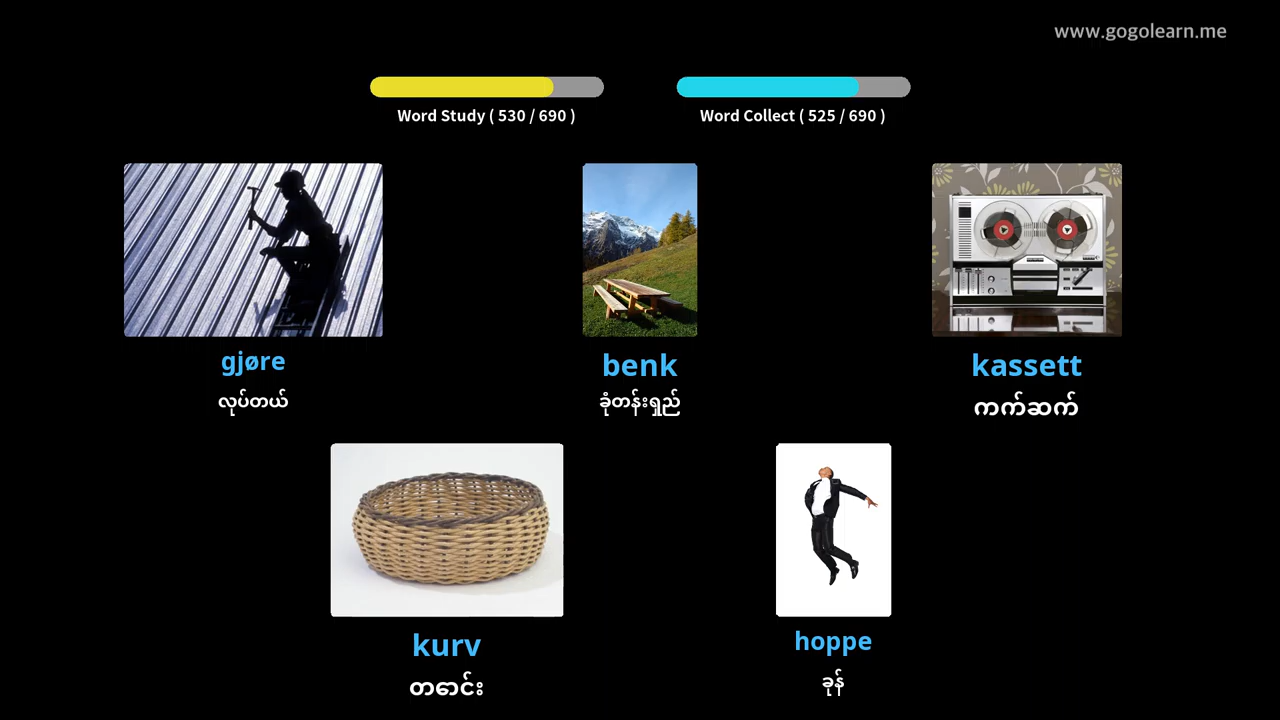 www.gogolearn.me
Word Study ( 530 / 690 )
Word Collect ( 525 / 690 )
gjøre
လုပ်တယ်
benk
ခုံတန်းရှည်
kassett
ကက်ဆက်
kurv
တောင်း
hoppe
ခုန်